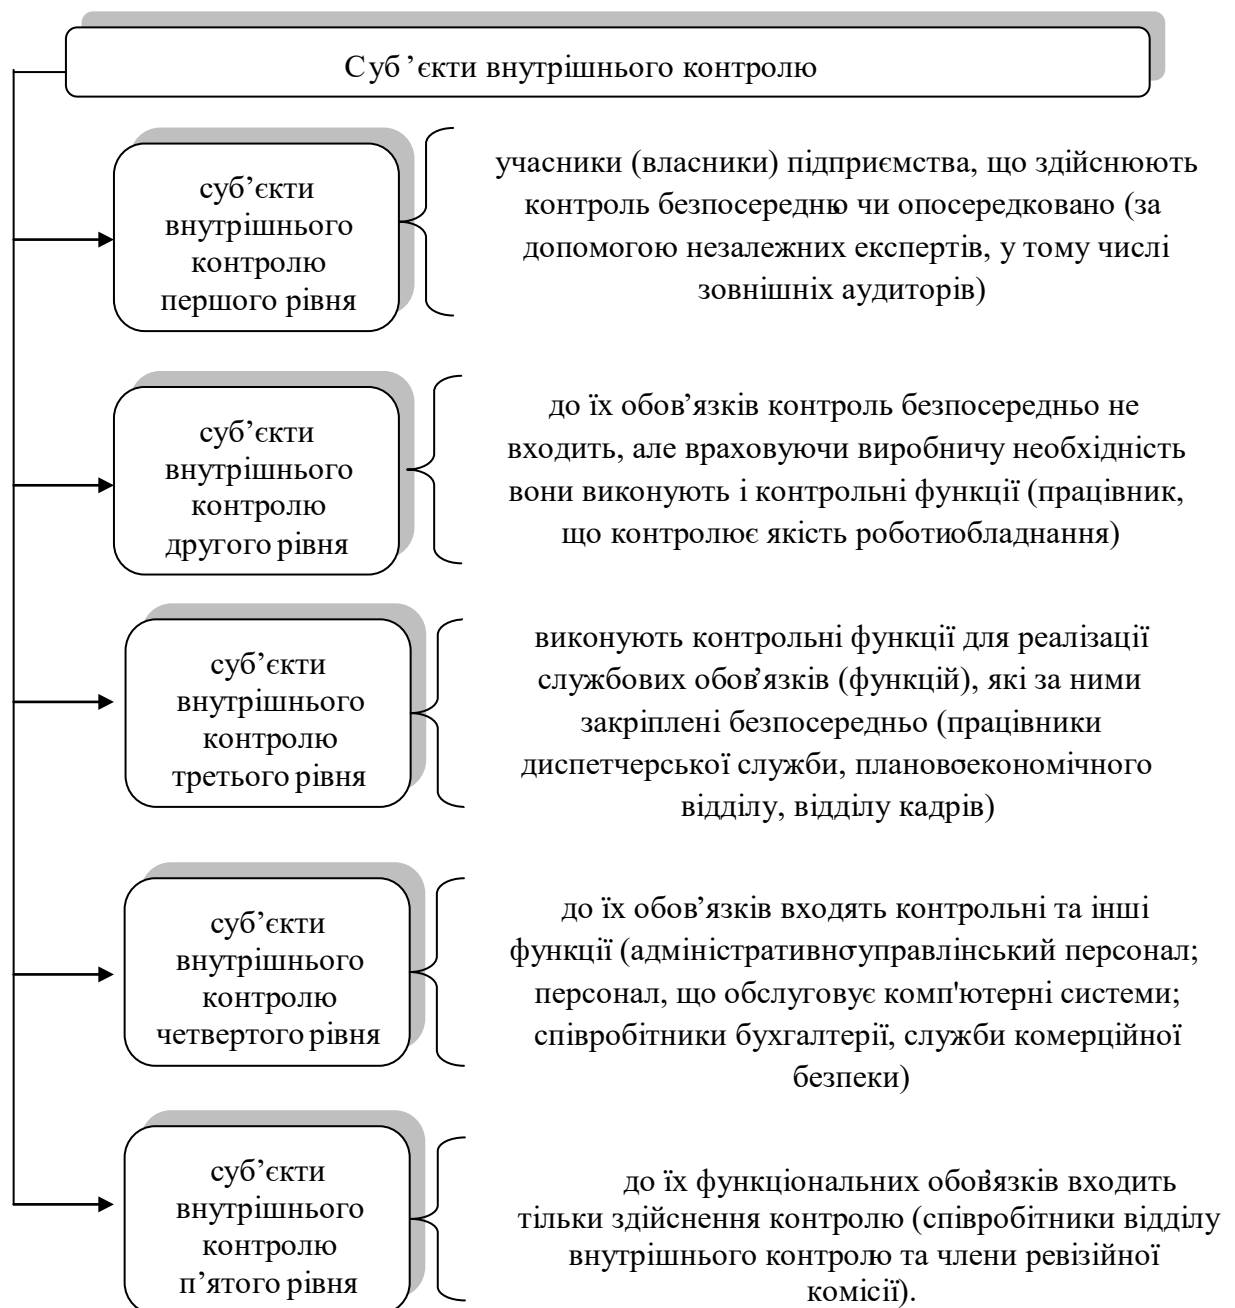 Суб’єкти внутрішнього контролю
суб’єкти
внутрішнього
контролю
першого рівня
учасники (власники) підприємства, що здійснюють
контроль безпосередньо чи опосередковано (за
допомогою незалежних експертів, у тому числі
зовнішніх аудиторів)
суб’єкти
внутрішнього
контролю
другого рівня
до їх обов’язків контроль безпосередньо не
входить, але враховуючи виробничу необхідність
вони виконують і контрольні функції (працівник,
що контролює якість роботиобладнання)
суб’єкти
внутрішнього
контролю
третього рівня
виконують контрольні функції для реалізації
службових обов’язків (функцій), які за ними
закріплені безпосередньо (працівники
диспетчерської служби, плановоекономічного
відділу, відділу кадрів)
суб’єкти
внутрішнього
контролю
четвертого рівня
до їх обов’язків входять контрольні та інші
функції (адміністративноуправлінський персонал;
персонал, що обслуговує комп'ютерні системи;
співробітники бухгалтерії, служби комерційної
безпеки)
суб’єкти
внутрішнього
контролю
п’ятого рівня
до їх функціональних обов’язків входить
тільки здійснення контролю (співробітники відділу
внутрішнього контролю та члени ревізійної
комісії).